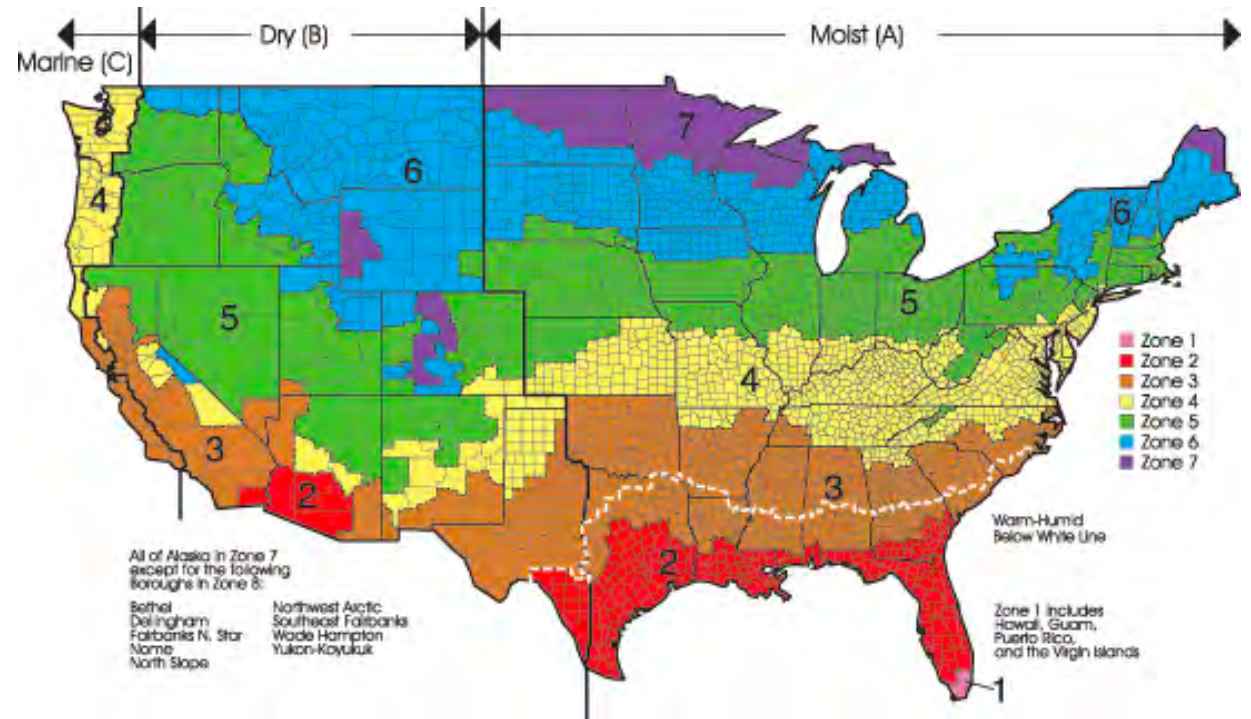 Marine (C)
Dry (B)
Moist (A)
7
6
4
6
5
5
4
3
3
2
2
1
Zone 1
Zone 2
Zone 3
Zone 4
Zone 5
Zone 6
Zone 7
Warm-Humid
Below White Line
All of Alaska in Zone 7
except for the following
Boroughs in Zone 8:
Bethel
Dellingham
Fairbanks N. Star
Nome
North Slope
Northwest Arctic
Southeast Fairbanks
Wade Hampton
Yukon-Koyukuk
Zone 1 includes
Hawaii, Guam,
Puerto Rico,
and the Virgin Islands